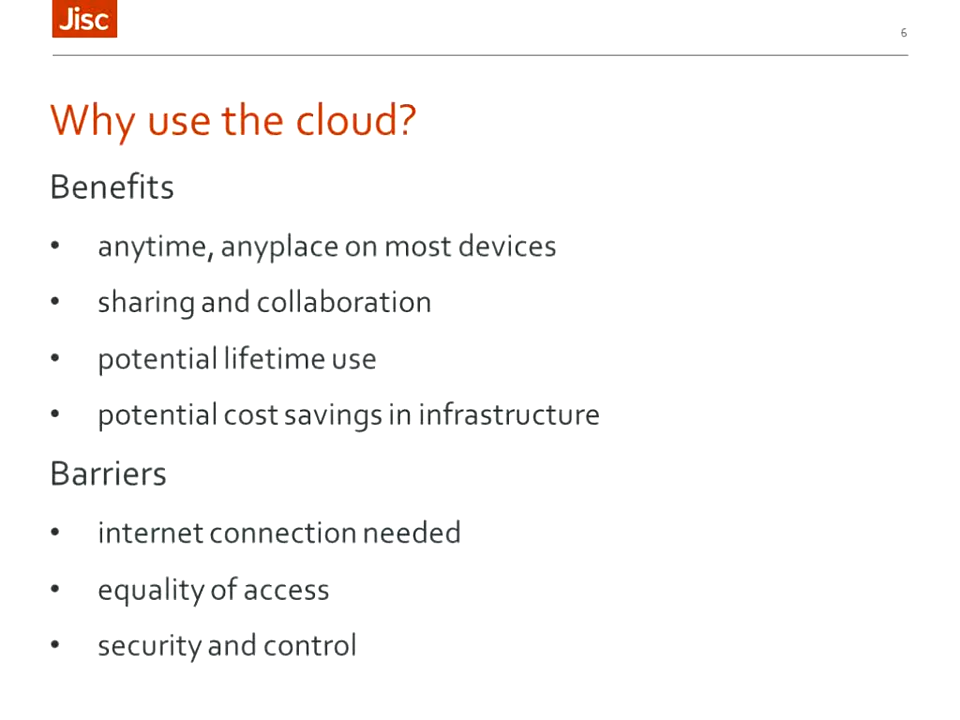 Jisc
6
Why use the cloud?
Benefits
• anytime, anyplace on most devices
• sharing and collaboration
• potential lifetime use
• potential cost savings in infrastructure
Barriers
• internet connection needed
• equality of access
• security and control